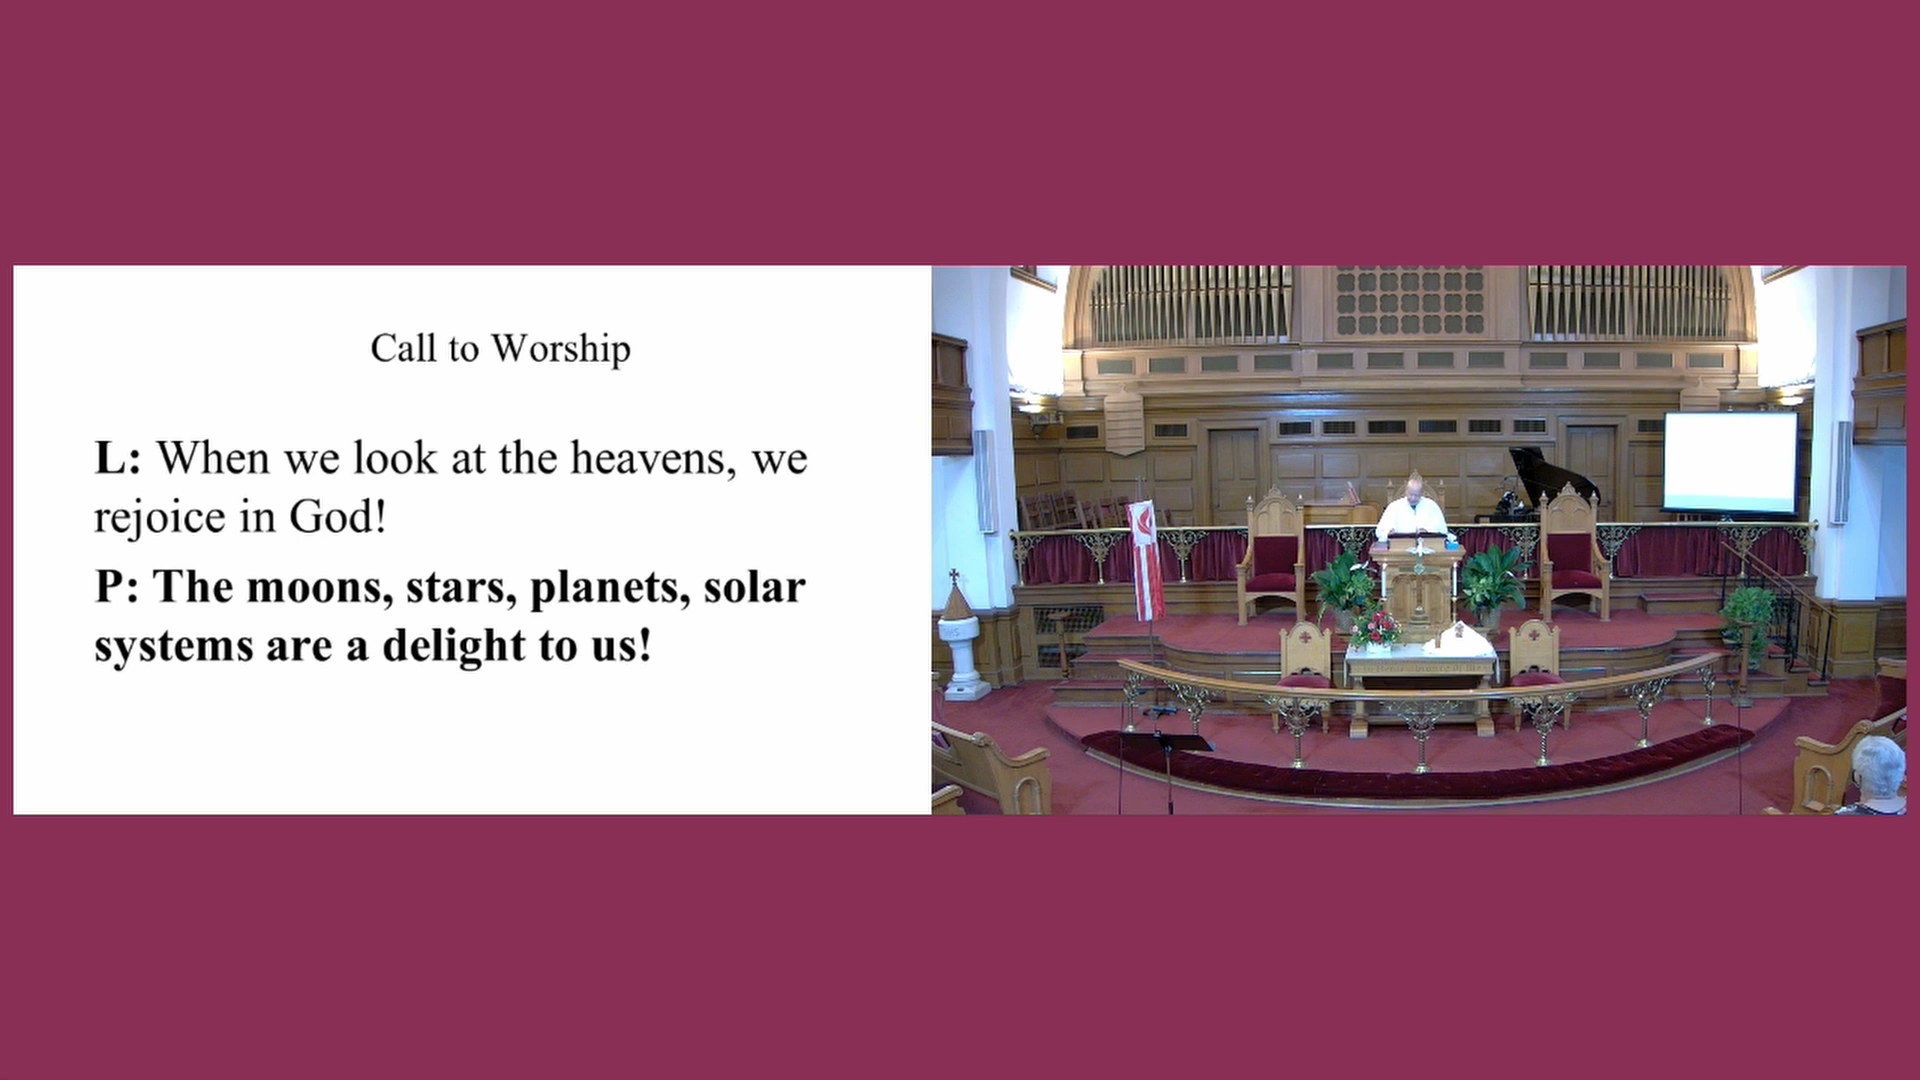 Call to Worship
L: When we look at the heavens, we
rejoice in God!
P: The moons, stars, planets, solar
systems are a delight to us!